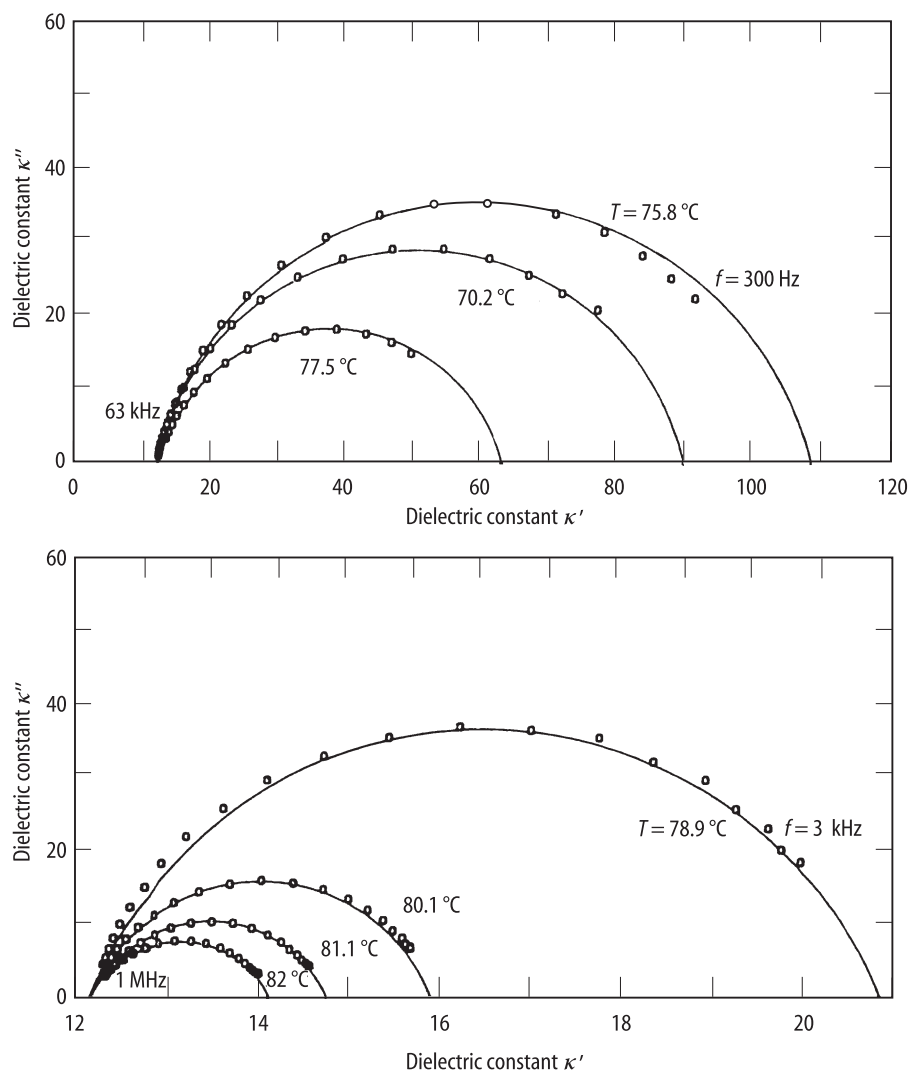 60
40
20
0
Dielectric constant κ″
T = 75.8 °C
f = 300 Hz
70.2 °C
77.5 °C
63 kHz
0 20 40 60 80 100 120
Dielectric constant κ′
60
40
20
0
Dielectric constant κ″
T = 78.9 °C f = 3 kHz
80.1 °C
81.1 °C
1 MHz 82 °C
12 14 16 18 20
Dielectric constant κ′